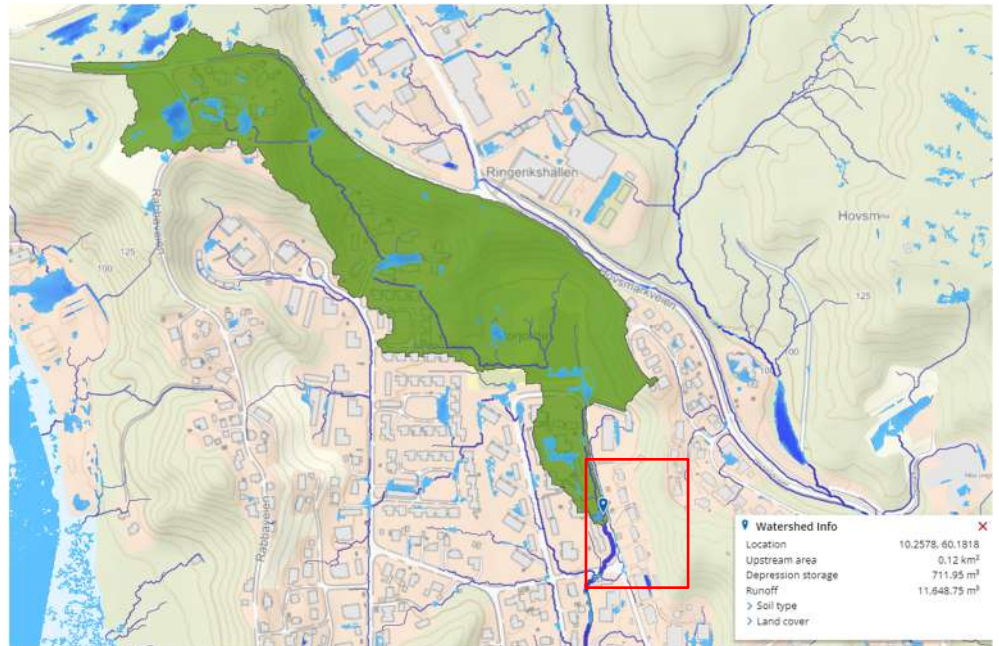 Ringerikshallen
Hovsm
125
Rabbaveien
125
100
Hovsmarkveien
100
Rabbaveien
Watershed Info
Location 10.2578, 60.1818
Upstream area 0.12 km²
Depression storage 711.95 m³
Runoff 11,648.75 m³
> Soil type
> Land cover